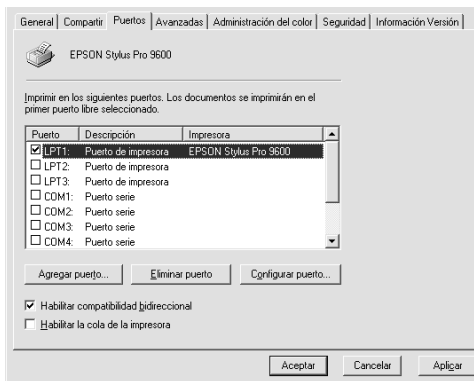 General Compartir Puertos Avanzadas Administración del color Seguridad Información Versión
EPSON Stylus Pro 9600
Imprimir en los siguientes puertos. Los documentos se imprimirán en el
primer puerto libre seleccionado.
Puerto Descripción Impresora
LPT1: Puerto de impresora EPSON Stylus Pro 9600
LPT2: Puerto de impresora
LPT3: Puerto de impresora
COM1: Puerto serie
COM2: Puerto serie
COM3: Puerto serie
COM4: Puerto serie
Agregar puerto... Eliminar puerto Configurar puerto...
Habilitar compatibilidad bidireccional
Habilitar la cola de la impresora
Aceptar Cancelar Aplicar